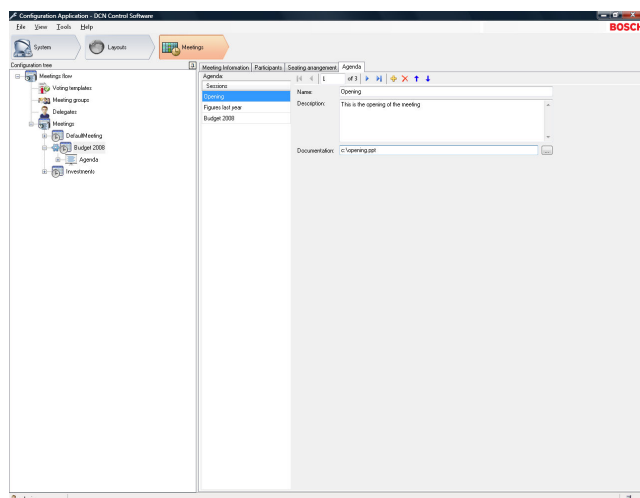 Configuration Application - DCN Control Software
File View Tools Help
BOSCH
System
Layouts
Meetings
Configuration tree
Meetings flow
Voting templates
Meeting groups
Delegates
Meetings
DefaultMeeting
Budget 2008
Agenda
Investments
Meeting Information Participants Seating arrangement Agenda
Agenda:
Sessions
Opening
Figures last year
Budget 2008
1 of 3
Name: Opening
Description: This is the opening of the meeting
Documentation: c:\opening.ppt ...